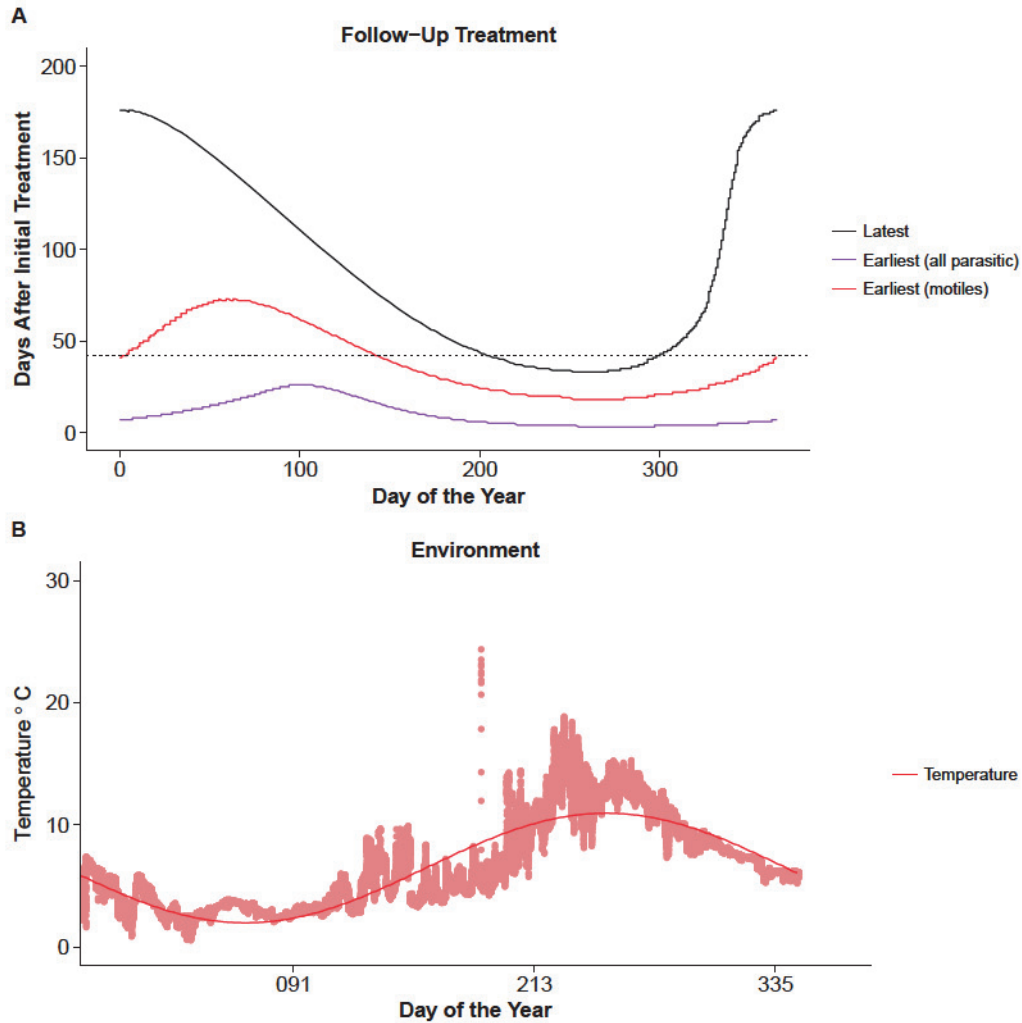 A
Follow−Up Treatment
200
150
100
50
0
Days After Initial Treatment
0 100 200 300
Day of the Year
Latest
Earliest (all parasitic)
Earliest (motiles)
B
Environment
30
20
10
0
Temperature ° C
091 213 335
Day of the Year
Temperature